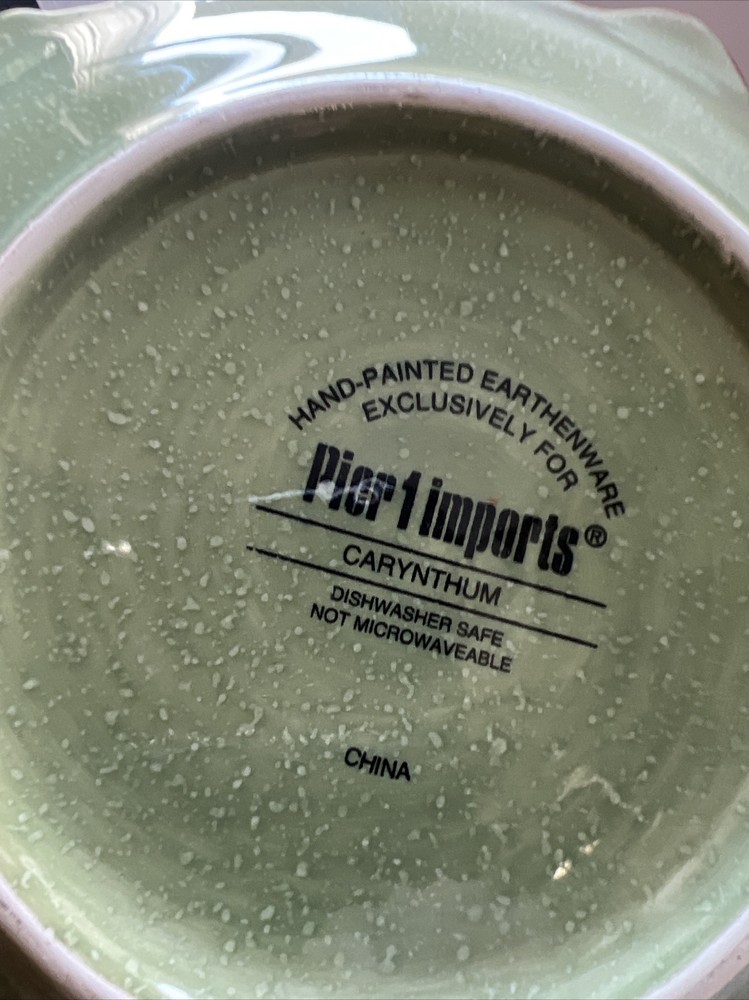 HAND-PAINTED EARTHENWARE
EXCLUSIVELY FOR
Pier 1 imports®
CARYNTHUM
DISHWASHER SAFE
NOT MICROWAVEABLE
CHINA